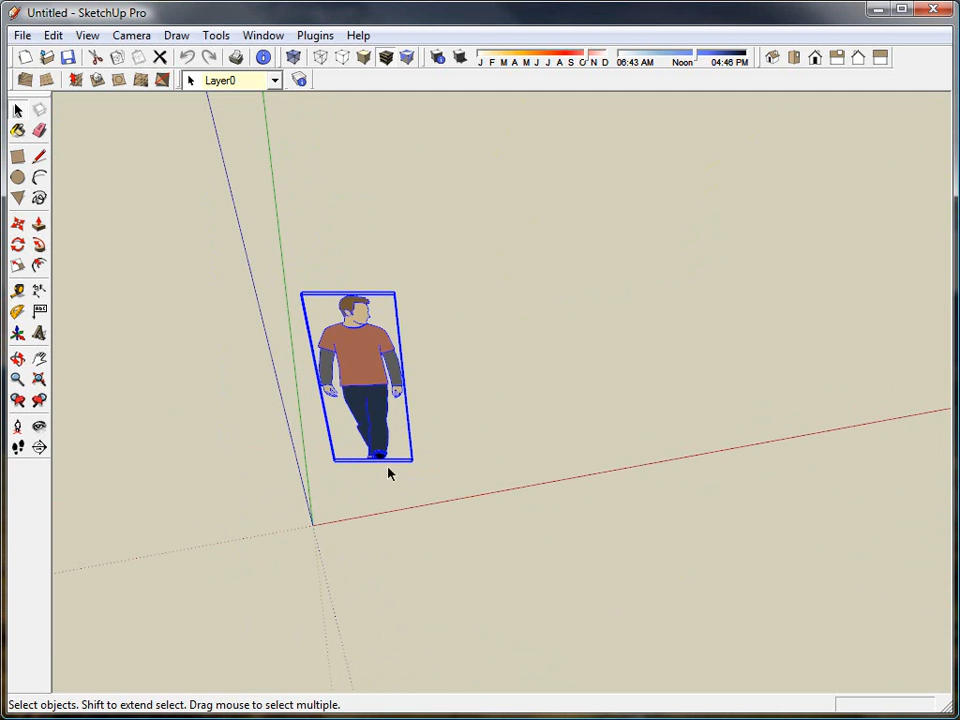 Untitled - SketchUp Pro
File Edit View Camera Draw Tools Window Plugins Help
J F M A M J J A S O N D 06:43 AM Noon 04:46 PM
Layer0
Select objects. Shift to extend select. Drag mouse to select multiple.